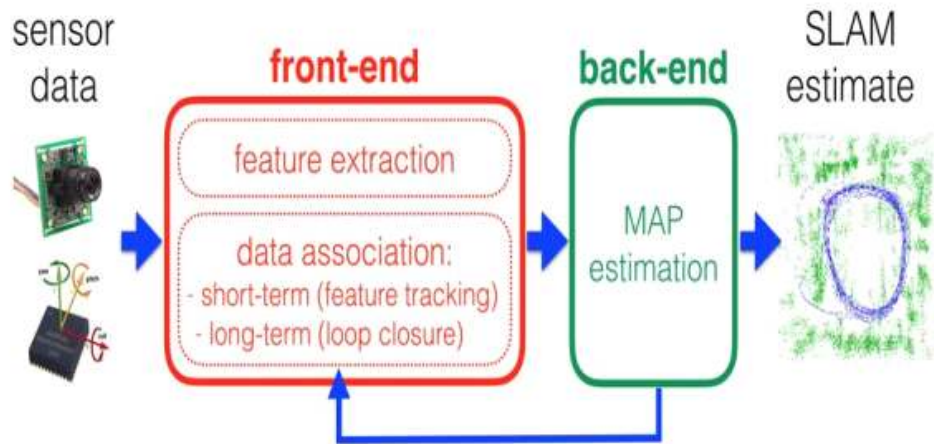 sensor
data
front-end
feature extraction
data association:
- short-term (feature tracking)
- long-term (loop closure)
back-end
MAP
estimation
SLAM
estimate